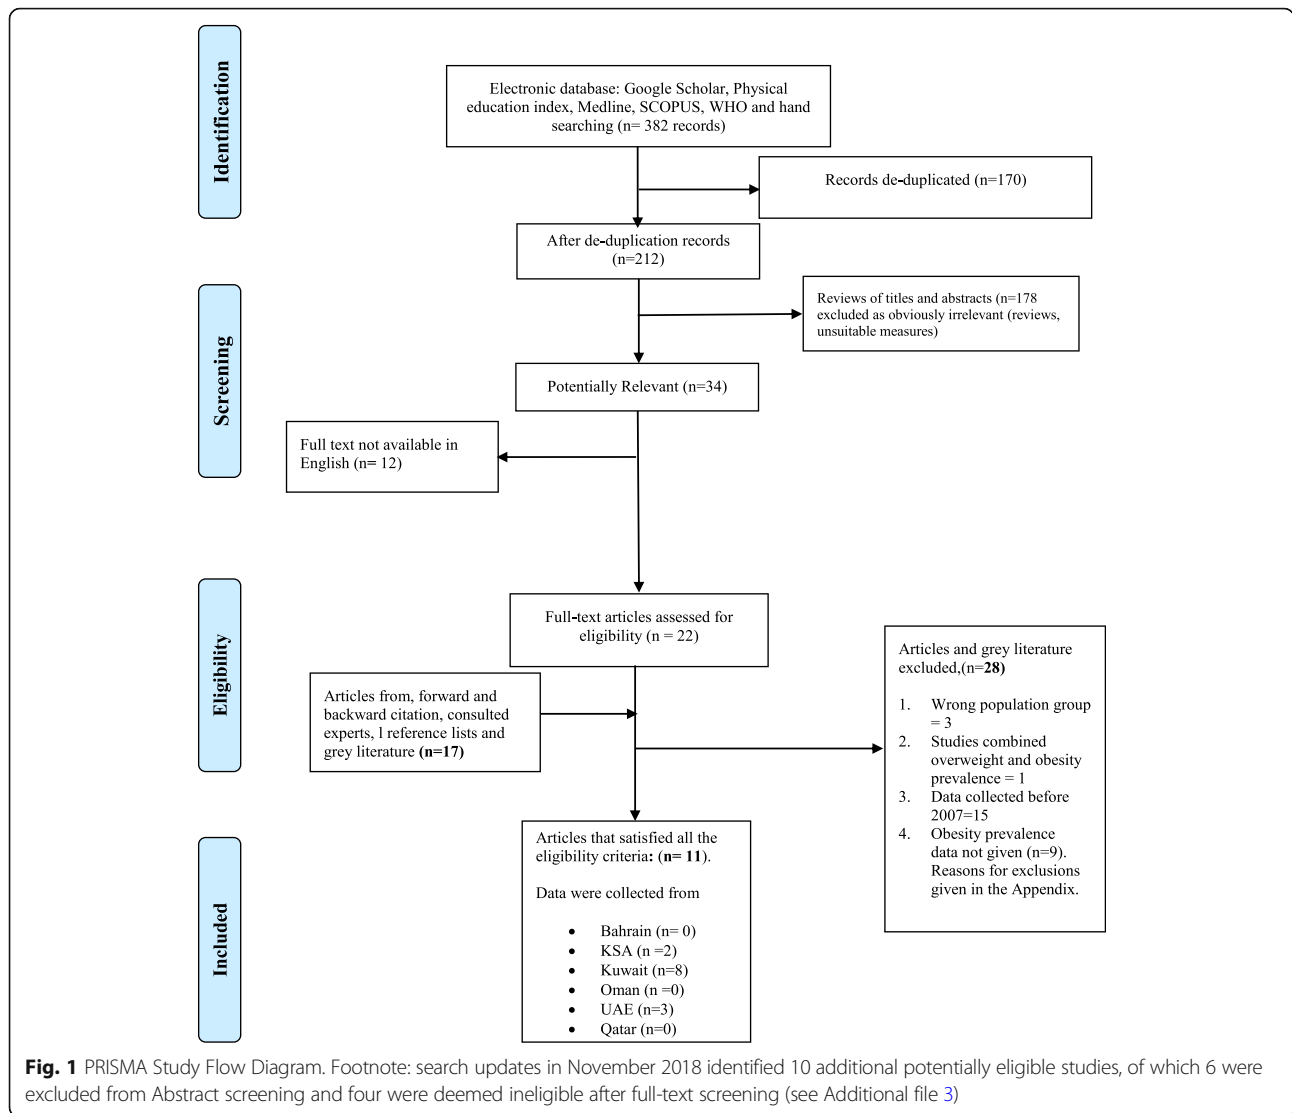 Identification
Electronic database: Google Scholar, Physical
education index, Medline, SCOPUS, WHO and hand
searching (n= 382 records)
Records de-duplicated (n=170)
After de-duplication records
(n=212)
Screening
Reviews of titles and abstracts (n=178
excluded as obviously irrelevant (reviews,
unsuitable measures)
Potentially Relevant (n=34)
Full text not available in
English (n= 12)
Eligibility
Full-text articles assessed for
eligibility (n = 22)
Articles from, forward and
backward citation, consulted
experts, l reference lists and
grey literature (n=17)
Articles and grey literature
excluded,(n=28)
1. Wrong population group
= 3
2. Studies combined
overweight and obesity
prevalence = 1
3. Data collected before
2007=15
4. Obesity prevalence
data not given (n=9).
Reasons for exclusions
given in the Appendix.
Included
Articles that satisfied all the
eligibility criteria: (n= 11).
Data were collected from
• Bahrain (n= 0)
• KSA (n =2)
• Kuwait (n=8)
• Oman (n =0)
• UAE (n=3)
• Qatar (n=0)
Fig. 1 PRISMA Study Flow Diagram. Footnote: search updates in November 2018 identified 10 additional potentially eligible studies, of which 6 were
excluded from Abstract screening and four were deemed ineligible after full-text screening (see Additional file 3)